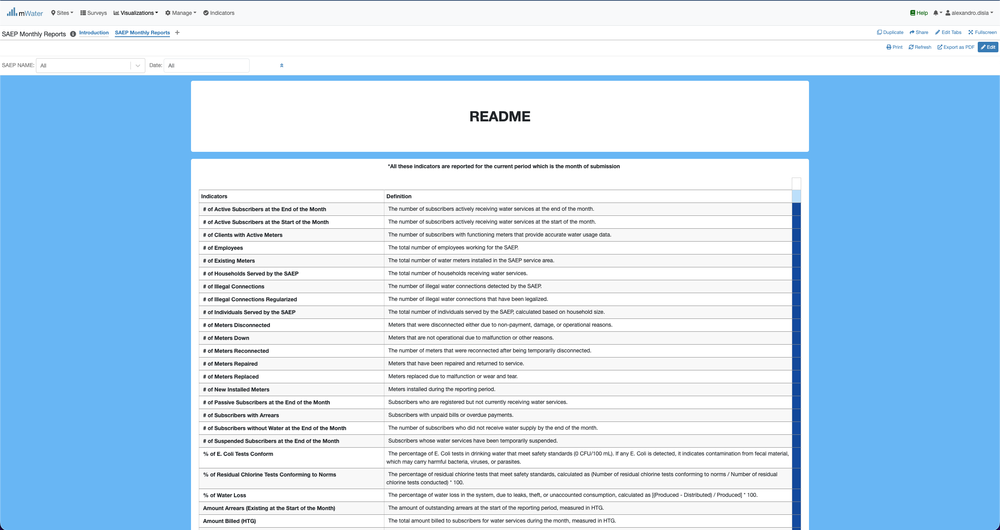 mWater Sites Surveys Visualizations Manage Indicators Help alexandro.disla
SAEP Monthly Reports Introduction SAEP Monthly Reports + Duplicate Share Edit Tabs Fullscreen
Print Refresh Export as PDF Edit
SAEP NAME: All Date: All
README
*All these indicators are reported for the current period which is the month of submission
Indicators Definition
# of Active Subscribers at the End of the Month The number of subscribers actively receiving water services at the end of the month.
# of Active Subscribers at the Start of the Month The number of subscribers actively receiving water services at the start of the month.
# of Clients with Active Meters The number of subscribers with functioning meters that provide accurate water usage data.
# of Employees The total number of employees working for the SAEP.
# of Existing Meters The total number of water meters installed in the SAEP service area.
# of Households Served by the SAEP The total number of households receiving water services.
# of Illegal Connections The number of illegal water connections detected by the SAEP.
# of Illegal Connections Regularized The number of illegal water connections that have been legalized.
# of Individuals Served by the SAEP The total number of individuals served by the SAEP, calculated based on household size.
# of Meters Disconnected Meters that were disconnected either due to non-payment, damage, or operational reasons.
# of Meters Down Meters that are not operational due to malfunction or other reasons.
# of Meters Reconnected The number of meters that were reconnected after being temporarily disconnected.
# of Meters Repaired Meters that have been repaired and returned to service.
# of Meters Replaced Meters replaced due to malfunction or wear and tear.
# of New Installed Meters Meters installed during the reporting period.
# of Passive Subscribers at the End of the Month Subscribers who are registered but not currently receiving water services.
# of Subscribers with Arrears Subscribers with unpaid bills or overdue payments.
# of Subscribers without Water at the End of the Month The number of subscribers who did not receive water supply by the end of the month.
# of Suspended Subscribers at the End of the Month Subscribers whose water services have been temporarily suspended.
% of E. Coli Tests Conform The percentage of E. Coli tests in drinking water that meet safety standards (0 CFU/100 mL). If any E. Coli is detected, it indicates contamination from fecal material,
which may carry harmful bacteria, viruses, or parasites.
% of Residual Chlorine Tests Conforming to Norms The percentage of residual chlorine tests that meet safety standards, calculated as (Number of residual chlorine tests conforming to norms / Number of residual
chlorine tests conducted) * 100.
% of Water Loss The percentage of water loss in the system, due to leaks, theft, or unaccounted consumption, calculated as [(Produced - Distributed) / Produced] * 100.
Amount Arrears (Existing at the Start of the Month) The amount of outstanding arrears at the start of the reporting period, measured in HTG.
Amount Billed (HTG) The total amount billed to subscribers for water services during the month, measured in HTG.